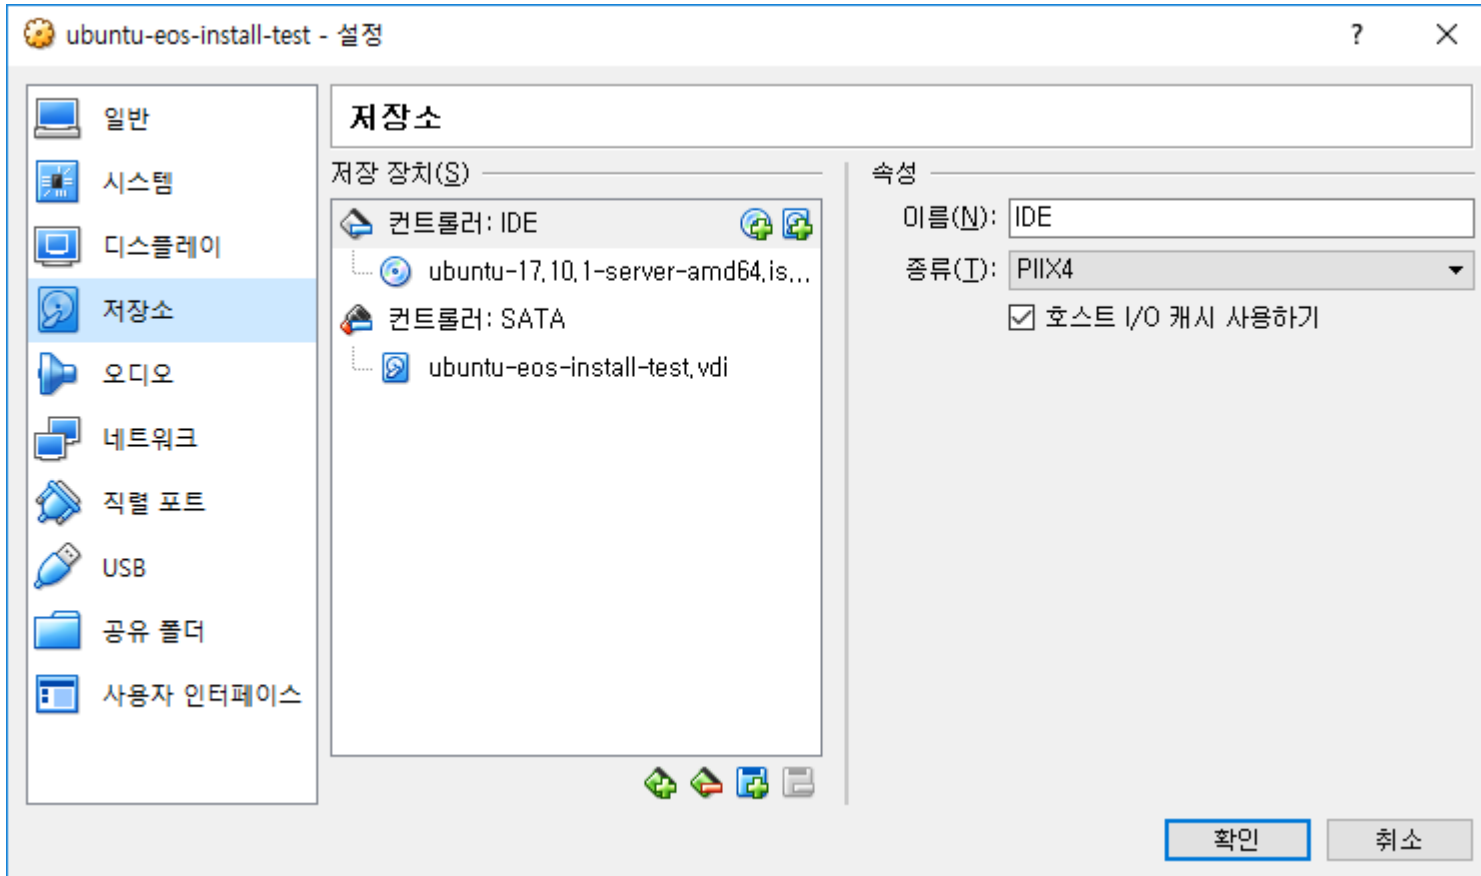 ubuntu-eos-install-test - 설정
?
일반
시스템
디스플레이
저장소
오디오
네트워크
직렬 포트
USB
공유 폴더
사용자 인터페이스
저장소
저장 장치(S)
컨트롤러: IDE
ubuntu-17,10,1-server-amd64,is...
컨트롤러: SATA
ubuntu-eos-install-test,vdi
속성
이름(N): IDE
종류(T): PIIX4
호스트 I/O 캐시 사용하기
확인
취소